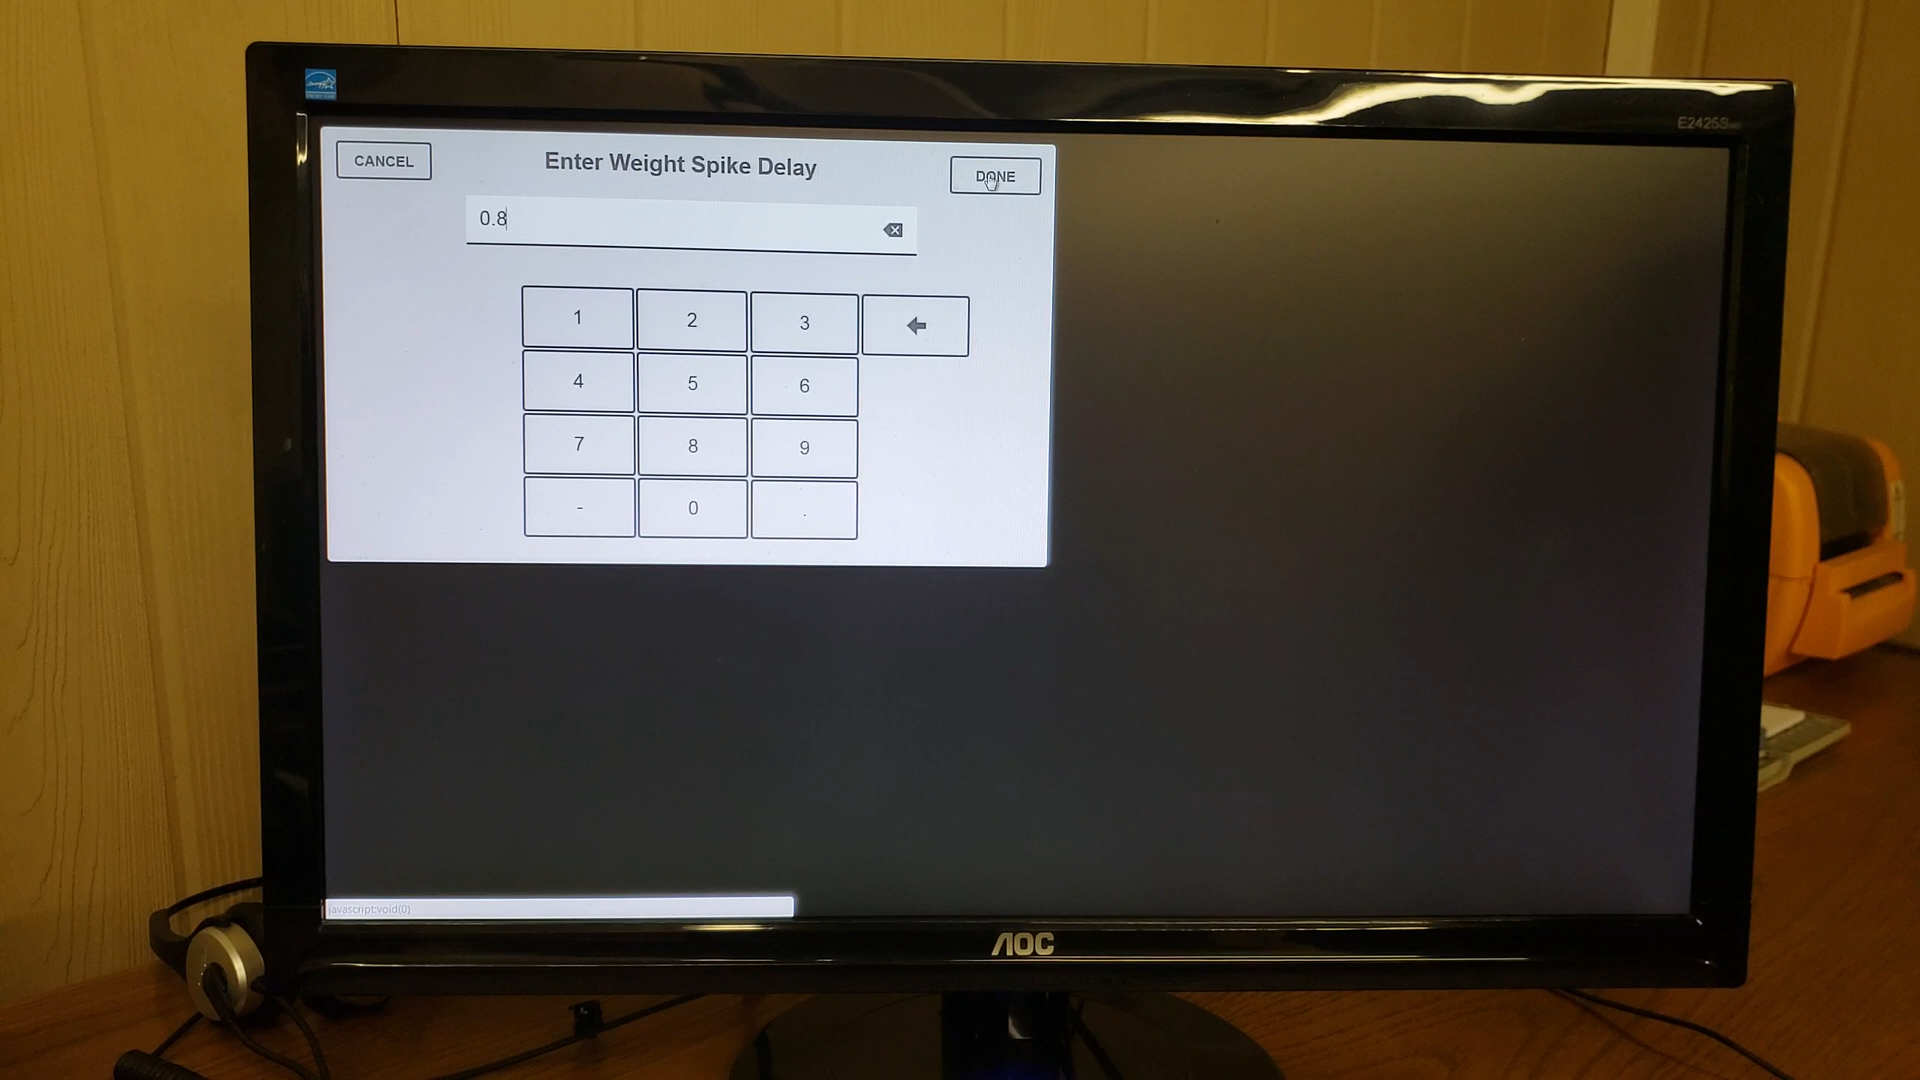 E2425S
CANCEL
Enter Weight Spike Delay
DONE
0.8
1 2 3
4 5 6
7 8 9
- 0 .
javascript:void(0)
AOC